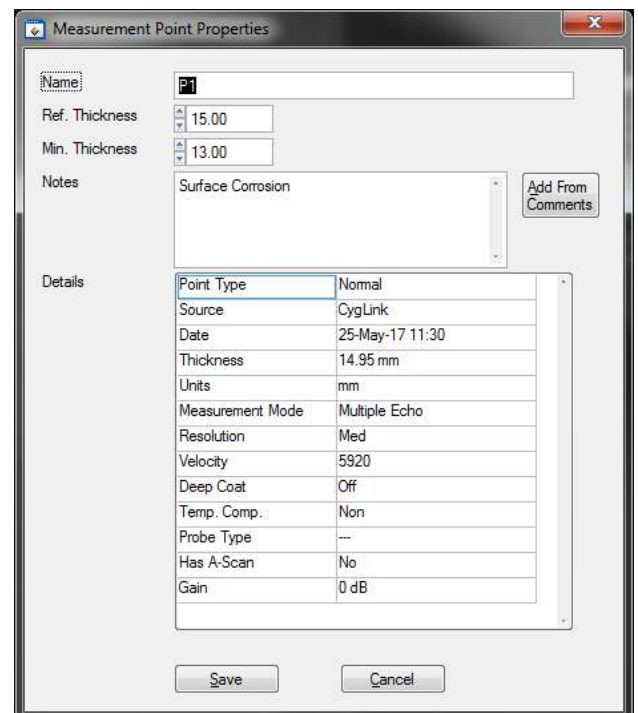 Measurement Point Properties
Name P1
Ref. Thickness 15.00
Min. Thickness 13.00
Notes Surface Corrosion Add From
Comments
Details Point Type Normal
Source CygLink
Date 25-May-17 11:30
Thickness 14.95 mm
Units mm
Measurement Mode Multiple Echo
Resolution Med
Velocity 5920
Deep Coat Off
Temp. Comp. Non
Probe Type ---
Has A-Scan No
Gain 0 dB
Save Cancel